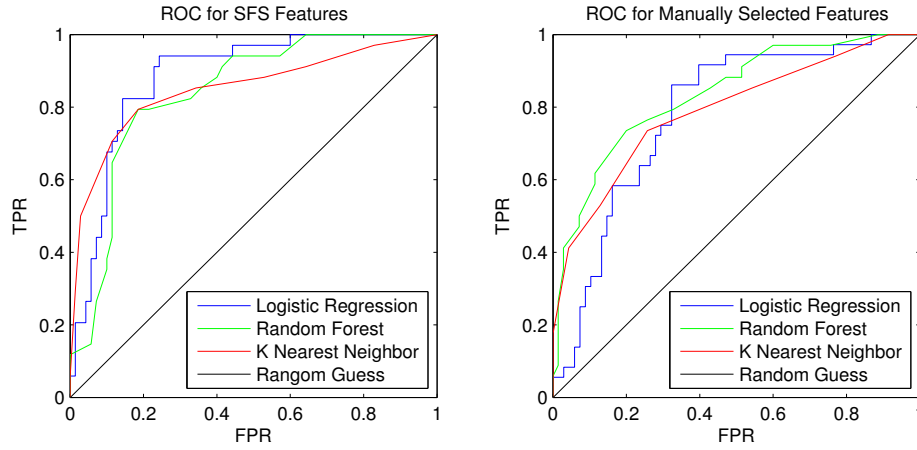 ROC for SFS Features
1
0.8
0.6
0.4
0.2
0
TPR
0
0.2
0.4
0.6
0.8
1
FPR
Logistic Regression
Random Forest
K Nearest Neighbor
Rangom Guess
ROC for Manually Selected Features
1
0.8
0.6
0.4
0.2
0
TPR
0
0.2
0.4
0.6
0.8
FPR
Logistic Regression
Random Forest
K Nearest Neighbor
Random Guess